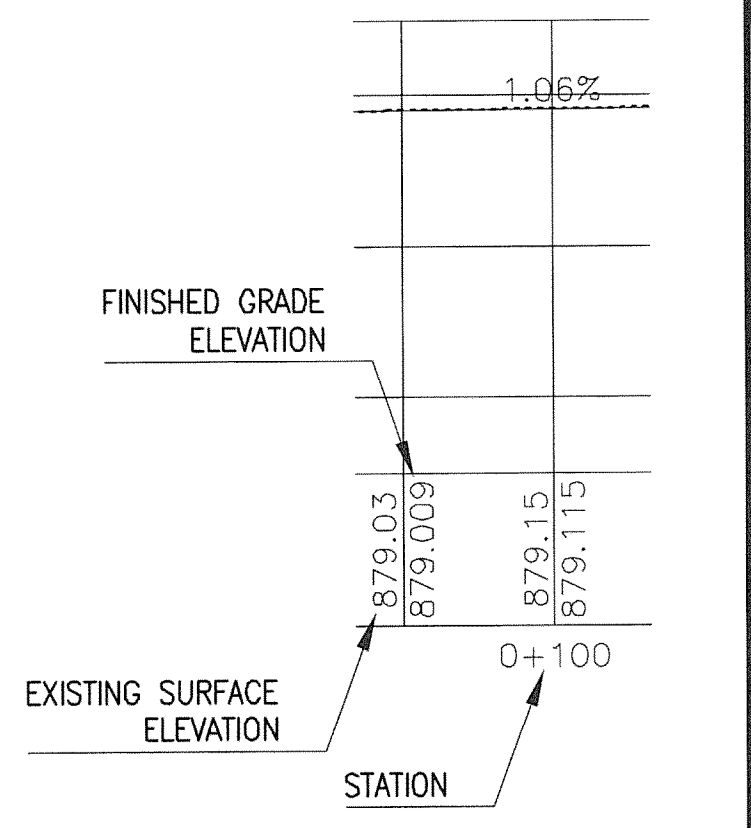 1.06%
FINISHED GRADE
ELEVATION
879.03
879.009
879.15
879.115
0+100
EXISTING SURFACE
ELEVATION
STATION